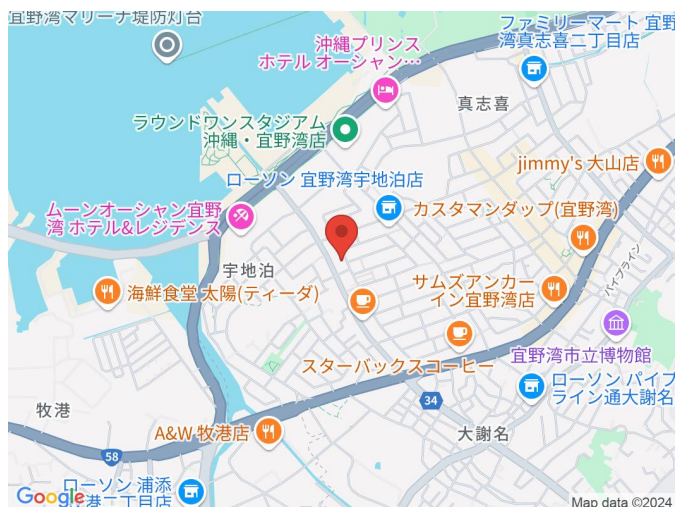 宜野湾マリーナ堤防灯台
ファミリーマート 宜野
湾真志喜二丁目店
沖縄プリンス
ホテル オーシャン…
真志喜
ラウンドワンスタジアム
沖縄・宜野湾店
jimmy's 大山店
ローソン 宜野湾宇地泊店
カスタマンダップ(宜野湾)
ムーンオーシャン宜野
湾 ホテル&レジデンス
宇地泊
パイプライン
海鮮食堂 太陽(ティーダ)
サムズアンカー
イン宜野湾店
宜野湾市立博物館
スターバックスコーヒー
ローソン パイプ
ライン通大謝名
牧港
34
A&W 牧港店
大謝名
58
ローソン 浦添
牧港二丁目店
Google
Map data ©2024